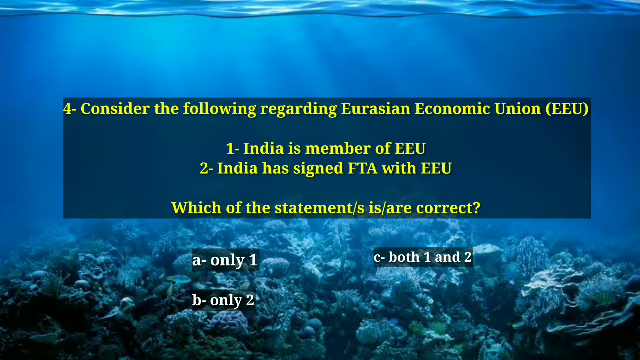 4- Consider the following regarding Eurasian Economic Union (EEU)
1- India is member of EEU
2- India has signed FTA with EEU
Which of the statement/s is/are correct?
a- only 1
c- both 1 and 2
b- only 2